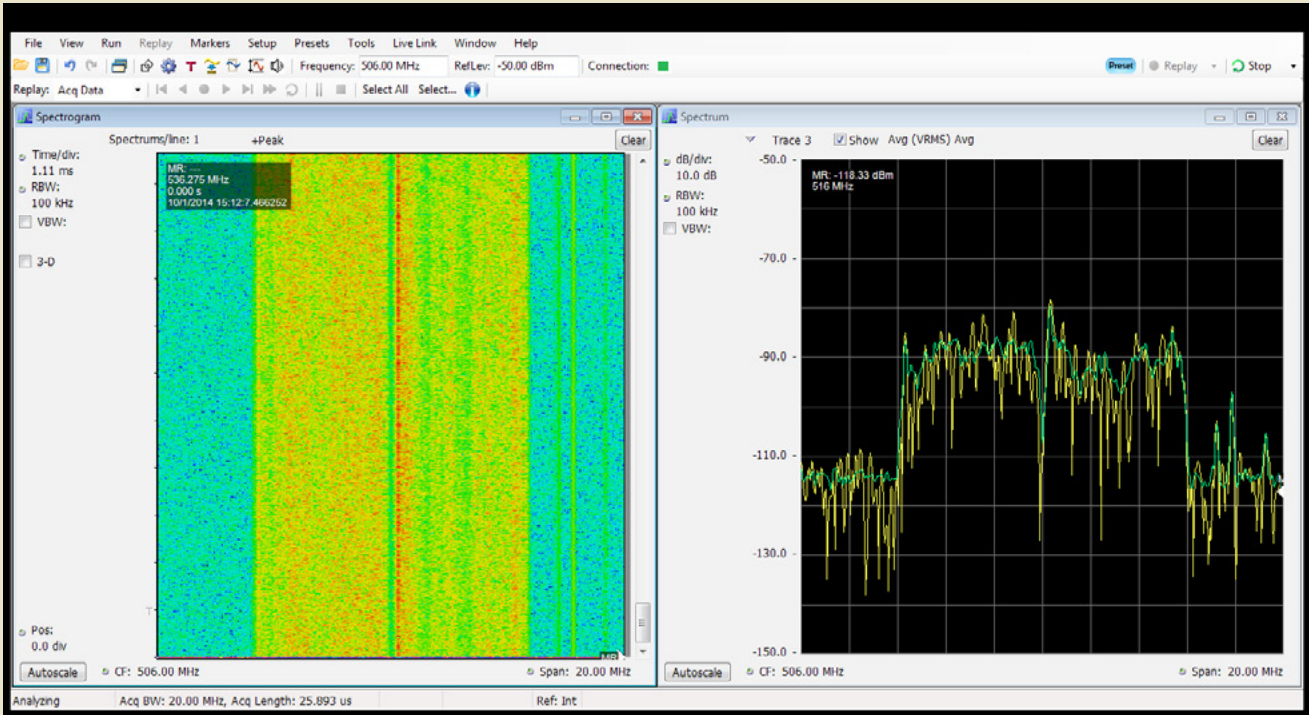 File View Run Replay Markers Setup Presets Tools Live Link Window Help
T Frequency: 506.00 MHz RefLev: -50.00 dBm Connection: Preset Replay Stop
Replay: Acq Data Select All Select...
Spectrogram
Spectrums/line: 1 +Peak Clear
Time/div:
1.11 ms
RBW:
100 kHz
VBW:
3-D
MR: ---
536.275 MHz
0.000 s
10/1/2014 15:12:7.466252
T
MR
Pos:
0.0 div
Autoscale CF: 506.00 MHz Span: 20.00 MHz
Spectrum
Trace 3 Show Avg (VRMS) Avg Clear
dB/div:
10.0 dB
RBW:
100 kHz
VBW:
-50.0
MR: -118.33 dBm
516 MHz
-70.0
-90.0
-110.0
-130.0
-150.0
Autoscale CF: 506.00 MHz Span: 20.00 MHz
Analyzing Acq BW: 20.00 MHz, Acq Length: 25.893 us Ref: Int